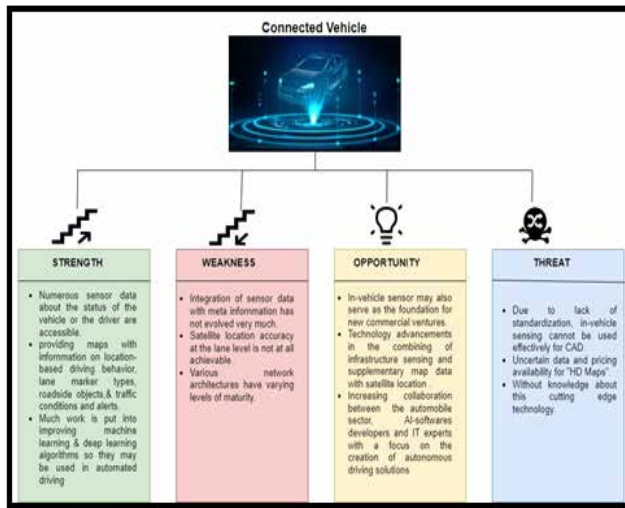 Connected Vehicle
STRENGTH
Numerous sensor data
about the status of the
vehicle or the driver are
accessible.
providing maps with
information on location-
based driving behavior,
lane marker types,
roadside objects,& traffic
conditions and alerts.
Much work is put into
improving machine
learning & deep learning
algorithms so they may
be used in automated
driving
WEAKNESS
Integration of sensor data
with meta information has
not evolved very much.
Satellite location accuracy
at the lane level is not at all
achievable.
Various network
architectures have varying
levels of maturity.
OPPORTUNITY
In-vehicle sensor may also
serve as the foundation for
new commercial ventures.
Technology advancements in
the combining of
infrastructure sensing and
supplementary map data
with satellite location .
Increasing collaboration
between the automobile
sector, AI-softwares
developers and IT experts
with a focus on the
creation of autonomous
driving solutions
THREAT
Due to lack of
standardization, in-vehicle
sensing cannot be used
effectively for CAD.
Uncertain data and pricing
availability for "HD Maps".
Without knowledge about
this cutting edge
technology.